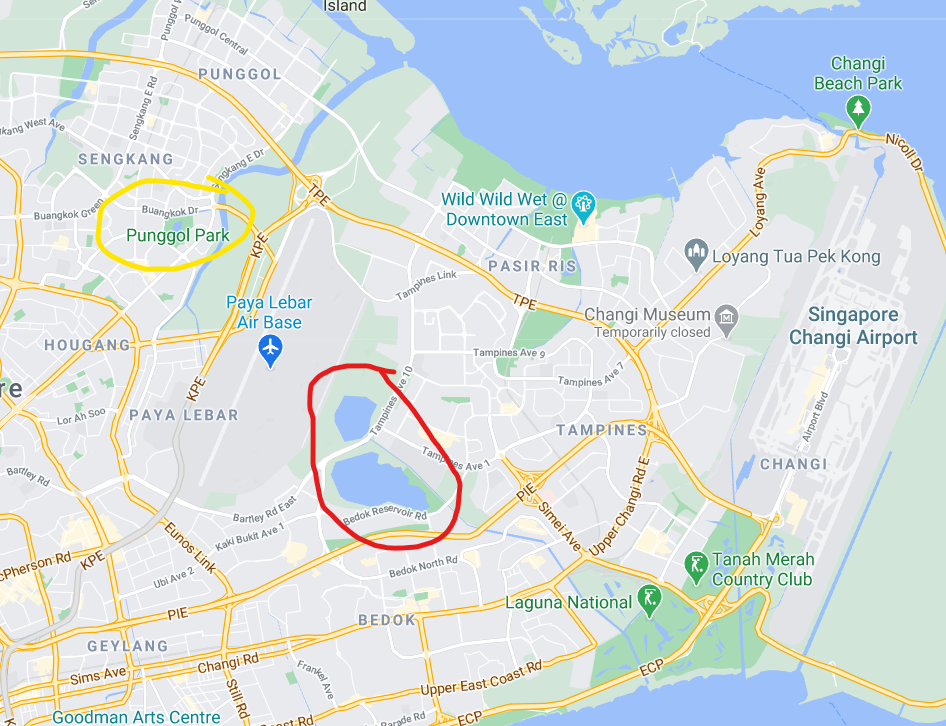 Island
Punggol Central
PUNGGOL
Sengkang E Rd
Changi
Beach Park
Nicoll Dr
SENGKANG
Sengkang E Dr
TPE
Loyang Ave
Wild Wild Wet @
Downtown East
Buangkok Green
Buangkok Dr
Punggol Park
KPE
PASIR RIS
Loyang Tua Pek Kong
Tampines Link
TPE
Paya Lebar
Air Base
Changi Museum
Temporarily closed
Singapore
Changi Airport
HOUGANG
Tampines Ave 9
Tampines Ave 7
KPE
Tampines Ave 10
Lor Ah Soo
PAYA LEBAR
TAMPINES
Airport Blvd
Tampines Ave 1
CHANGI
Bartley Rd
Upper Changi Rd E
PIE
Bartley Rd East
Bedok Reservoir Rd
Simei Ave
Kaki Bukit Ave 1
Eunos Link
KPE
Ubi Ave 2
Bedok North Rd
Tanah Merah
Country Club
Laguna National
PIE
BEDOK
GEYLANG
Changi Rd
Sims Ave
Still Rd
Frankel Ave
Upper East Coast Rd
ECP
Goodman Arts Centre
Parade Rd
ECP